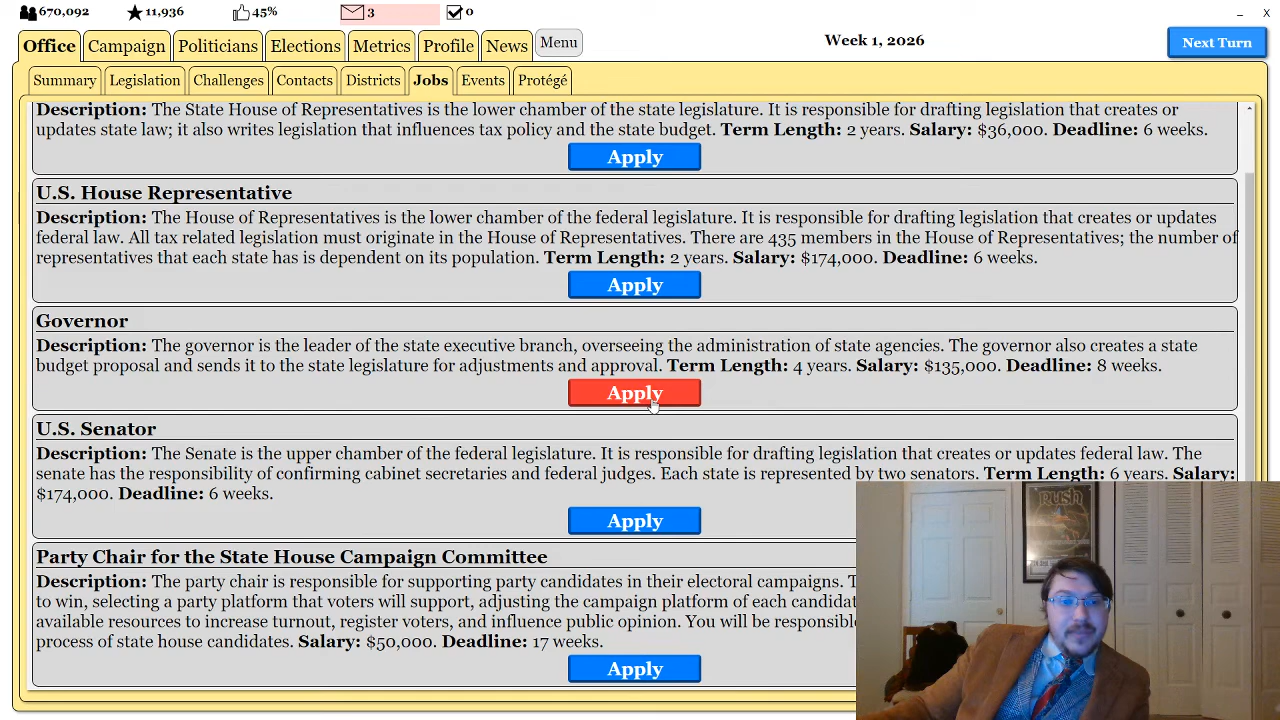 670,092 11,936 45% 3 0 _ X
Office Campaign Politicians Elections Metrics Profile News Menu Week 1, 2026 Next Turn
Summary Legislation Challenges Contacts Districts Jobs Events Protégé
Description: The State House of Representatives is the lower chamber of the state legislature. It is responsible for drafting legislation that creates or
updates state law; it also writes legislation that influences tax policy and the state budget. Term Length: 2 years. Salary: $36,000. Deadline: 6 weeks.
Apply
U.S. House Representative
Description: The House of Representatives is the lower chamber of the federal legislature. It is responsible for drafting legislation that creates or updates
federal law. All tax related legislation must originate in the House of Representatives. There are 435 members in the House of Representatives; the number of
representatives that each state has is dependent on its population. Term Length: 2 years. Salary: $174,000. Deadline: 6 weeks.
Apply
Governor
Description: The governor is the leader of the state executive branch, overseeing the administration of state agencies. The governor also creates a state
budget proposal and sends it to the state legislature for adjustments and approval. Term Length: 4 years. Salary: $135,000. Deadline: 8 weeks.
Apply
U.S. Senator
Description: The Senate is the upper chamber of the federal legislature. It is responsible for drafting legislation that creates or updates federal law. The
senate has the responsibility of confirming cabinet secretaries and federal judges. Each state is represented by two senators. Term Length: 6 years. Salary:
$174,000. Deadline: 6 weeks.
Apply
Party Chair for the State House Campaign Committee
Description: The party chair is responsible for supporting party candidates in their electoral campaigns.
to win, selecting a party platform that voters will support, adjusting the campaign platform of each
available resources to increase turnout, register voters, and influence public opinion. You will be
process of state house candidates. Salary: $50,000. Deadline: 17 weeks.
Apply
RUSH